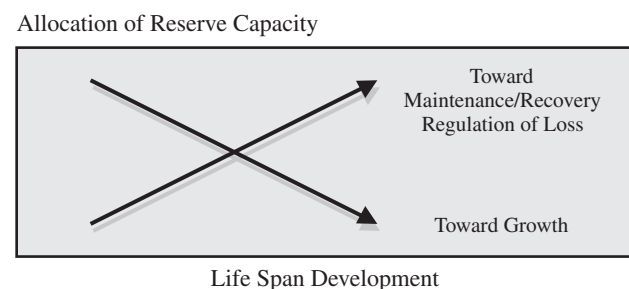 Allocation of Reserve Capacity
Toward
Maintenance/Recovery
Regulation of Loss
Toward Growth
Life Span Development